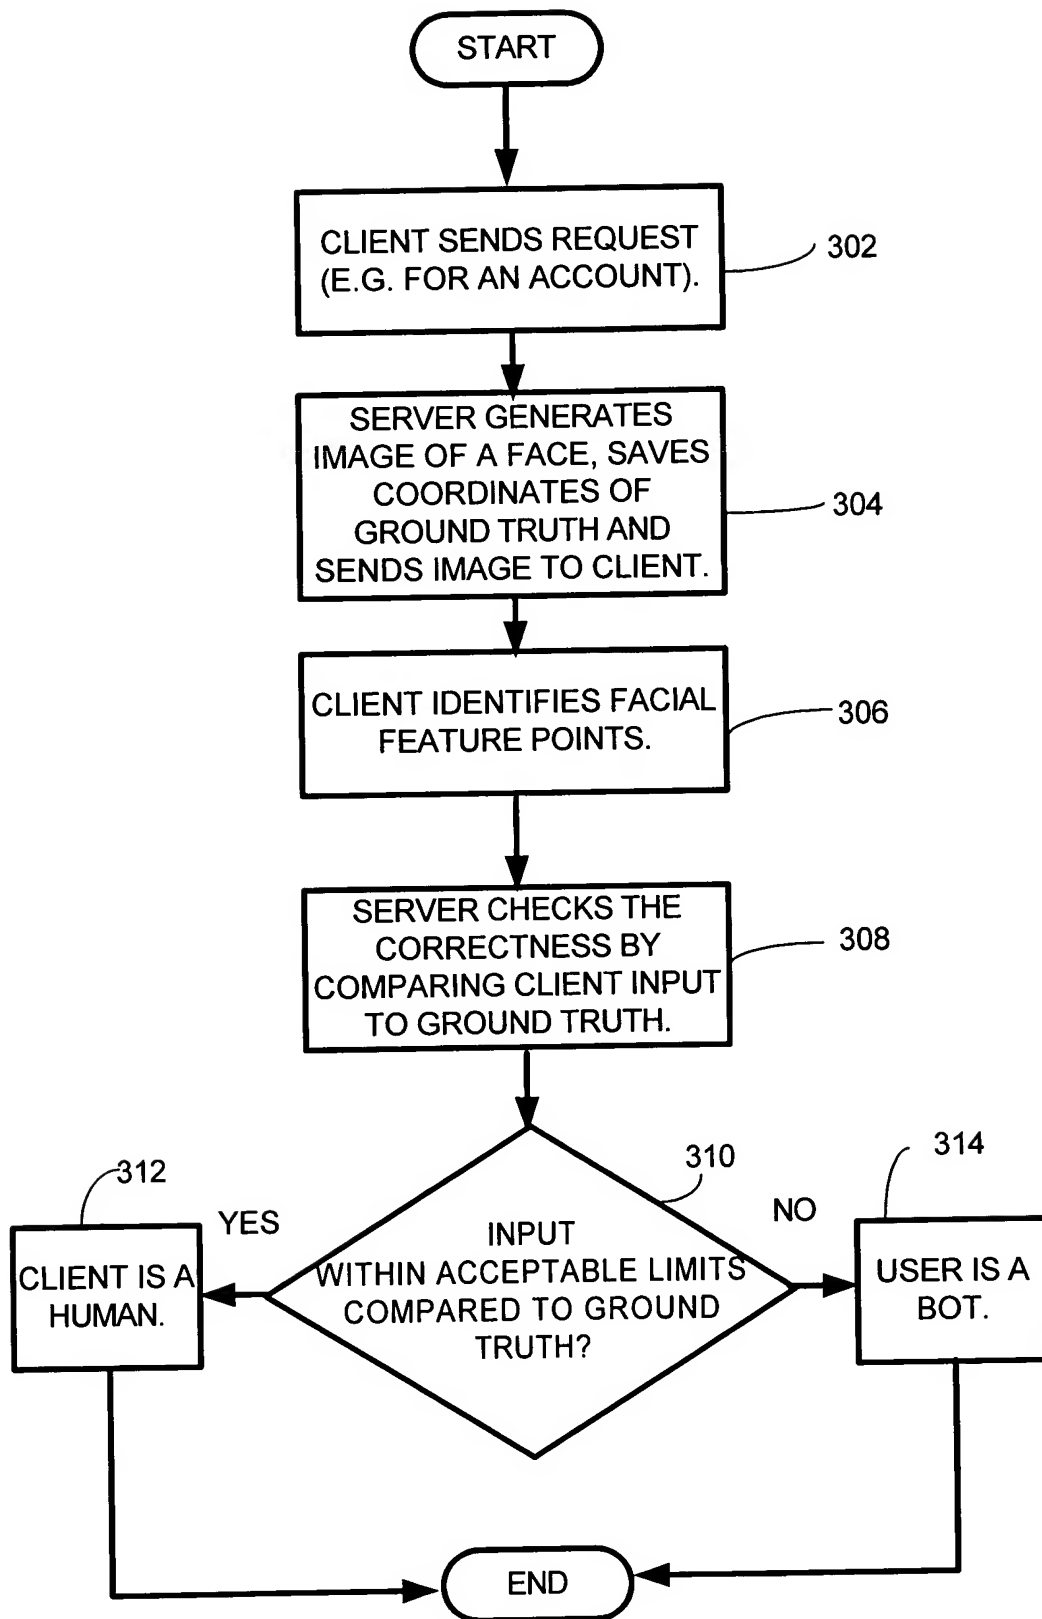 START
CLIENT SENDS REQUEST
(E.G. FOR AN ACCOUNT).
302
SERVER GENERATES
IMAGE OF A FACE, SAVES
COORDINATES OF
GROUND TRUTH AND
SENDS IMAGE TO CLIENT.
304
CLIENT IDENTIFIES FACIAL
FEATURE POINTS.
306
SERVER CHECKS THE
CORRECTNESS BY
COMPARING CLIENT INPUT
TO GROUND TRUTH.
308
310
INPUT
WITHIN ACCEPTABLE LIMITS
COMPARED TO GROUND
TRUTH?
YES
312
CLIENT IS A
HUMAN.
NO
314
USER IS A
BOT.
END